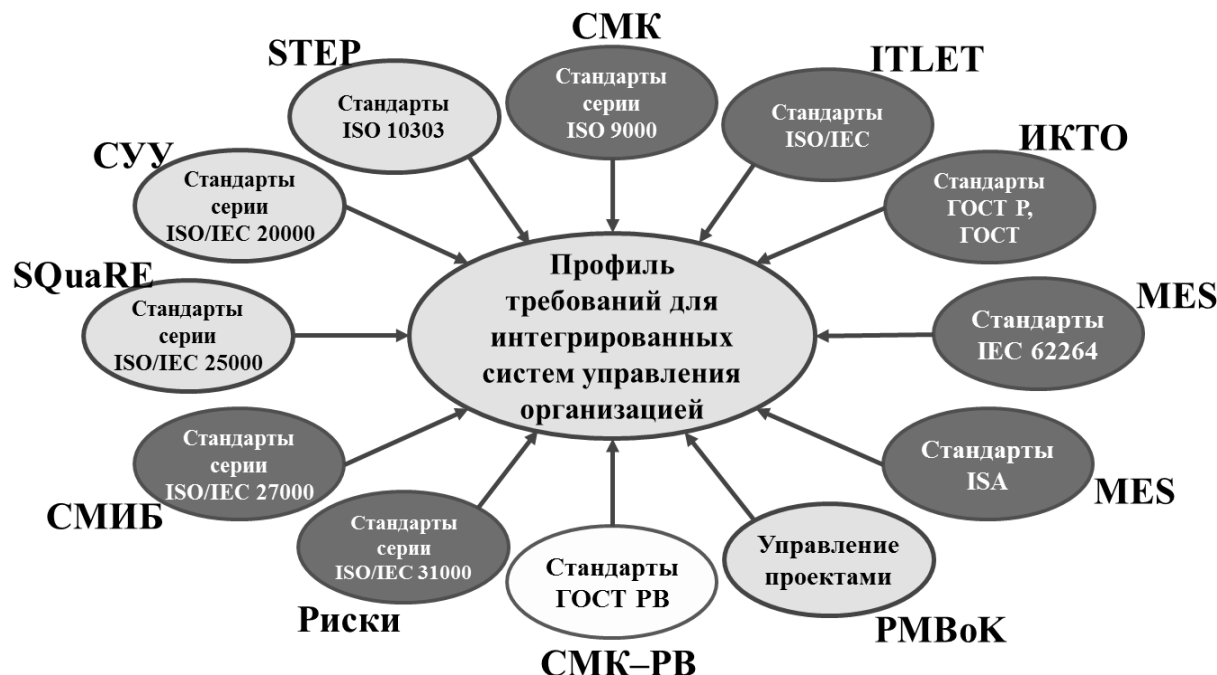 СМК
Стандарты
серии
ISO 9000
ITLET
Стандарты
ISO/IEC
ИКТО
Стандарты
ГОСТ Р,
ГОСТ
MES
Стандарты
IEC 62264
Стандарты
ISA
MES
Управление
проектами
PMBoK
Стандарты
ГОСТ РВ
СМК–РВ
Стандарты
серии
ISO/IEC 31000
Риски
Стандарты
серии
ISO/IEC 27000
СМИБ
SQuaRE
Стандарты
серии
ISO/IEC 25000
СУУ
Стандарты
серии
ISO/IEC 20000
STEP
Стандарты
ISO 10303
Профиль
требований для
интегрированных
систем управления
организацией